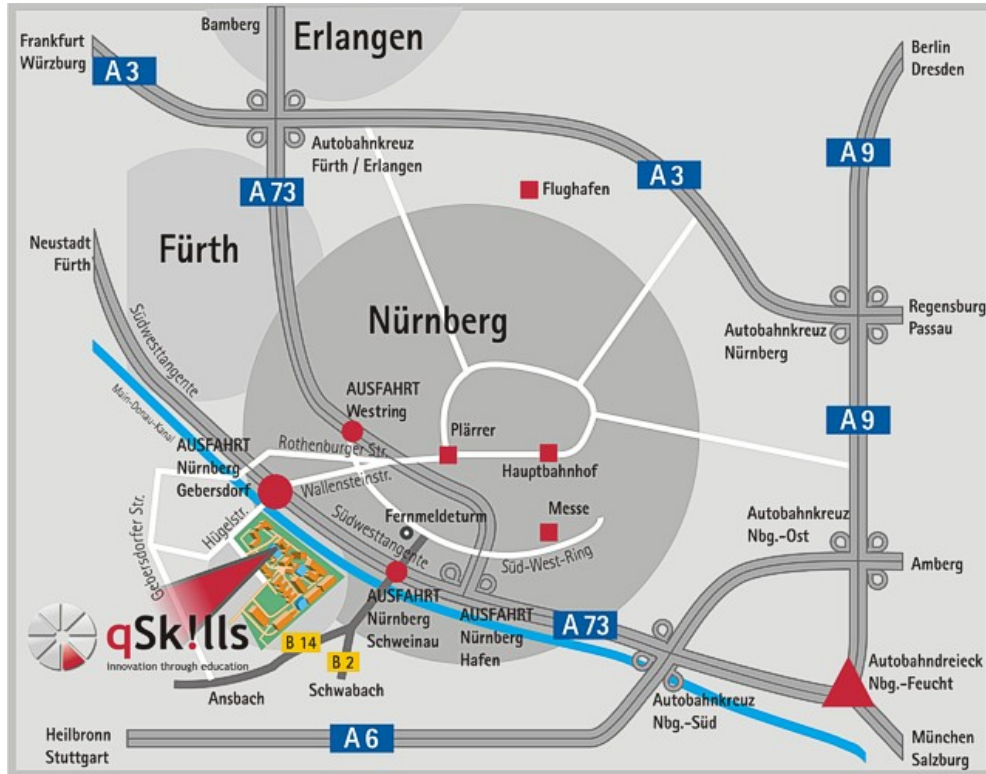 Bamberg
Erlangen
Frankfurt
Würzburg
A 3
Berlin
Dresden
Autobahnkreuz
Fürth / Erlangen
A 9
A 3
A 73
Flughafen
Neustadt
Fürth
Fürth
Nürnberg
Regensburg
Passau
Autobahnkreuz
Nürnberg
Südwesttangente
Main-Donau-Kanal
AUSFAHRT
Westring
Plärrer
A 9
AUSFAHRT
Nürnberg
Gebersdorf
Rothenburger Str.
Hauptbahnhof
Wallensteinstr.
Gebersdorfer Str.
Hügelstr.
Fernmeldeturm
Messe
Autobahnkreuz
Nbg.-Ost
Südwesttangente
Süd-West-Ring
Amberg
AUSFAHRT
Nürnberg
Schweinau
AUSFAHRT
Nürnberg
Hafen
A 73
qSk!lls
innovation through education
B 14
B 2
Ansbach
Schwabach
Autobahndreieck
Nbg.-Feucht
Autobahnkreuz
Nbg.-Süd
Heilbronn
Stuttgart
A 6
München
Salzburg